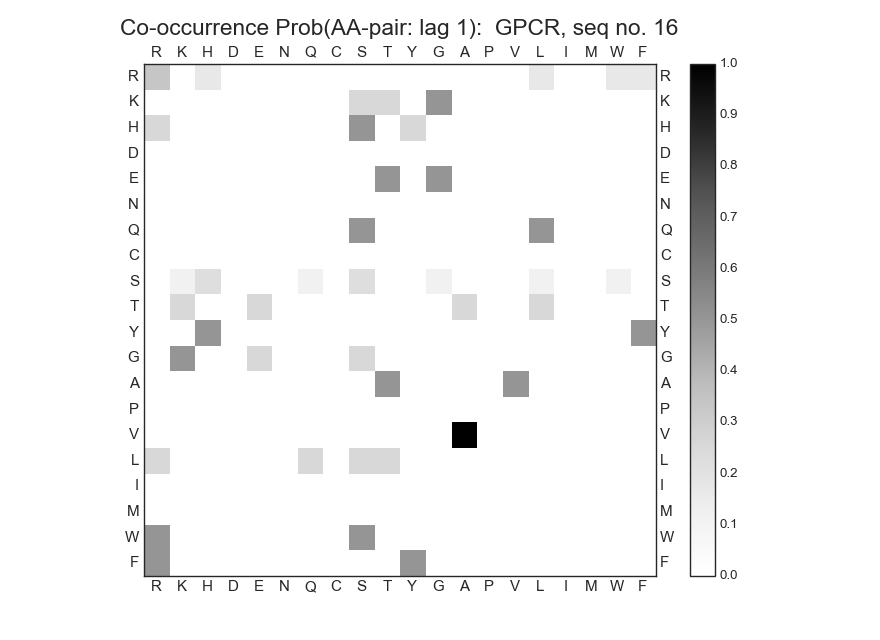 Co-occurrence Prob(AA-pair: lag 1):  GPCR, seq no. 16
R K H D E N Q C S T Y G A P V L I M W F
R R 1.0
K K 0.9
H H
D D 0.8
E E
N N 0.7
Q Q
C C 0.6
S S
T T 0.5
Y Y
G G 0.4
A A
P P 0.3
V V
L L 0.2
I I
M M 0.1
W W
F F
0.0
R K H D E N Q C S T Y G A P V L I M W F